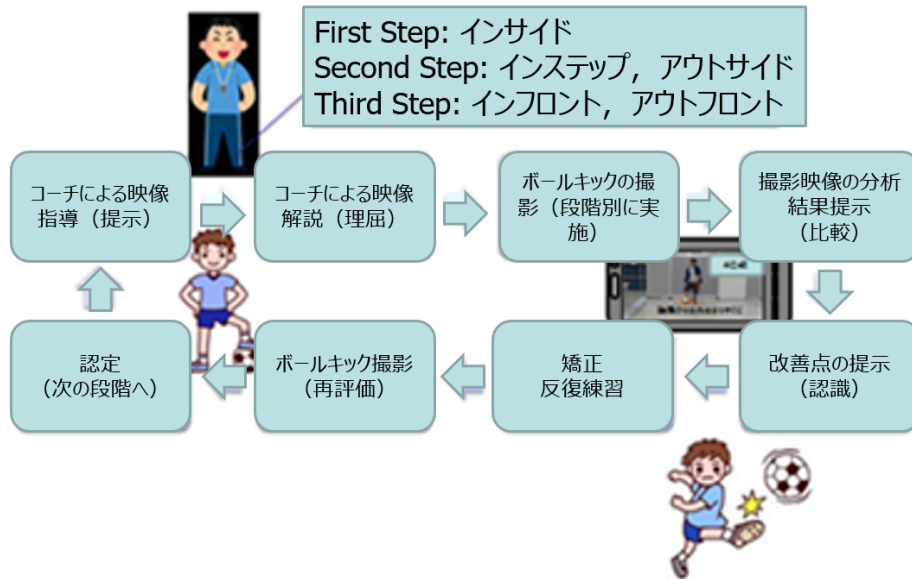 First Step: インサイド
Second Step: インステップ, アウトサイド
Third Step: インフロント, アウトフロント
コーチによる映像
指導（提示）
コーチによる映像
解説（理屈）
ボールキックの撮
影（段階別に実
施）
撮影映像の分析
結果提示
（比較）
改善点の提示
（認識）
矯正
反復練習
ボールキック撮影
（再評価）
認定
（次の段階へ）